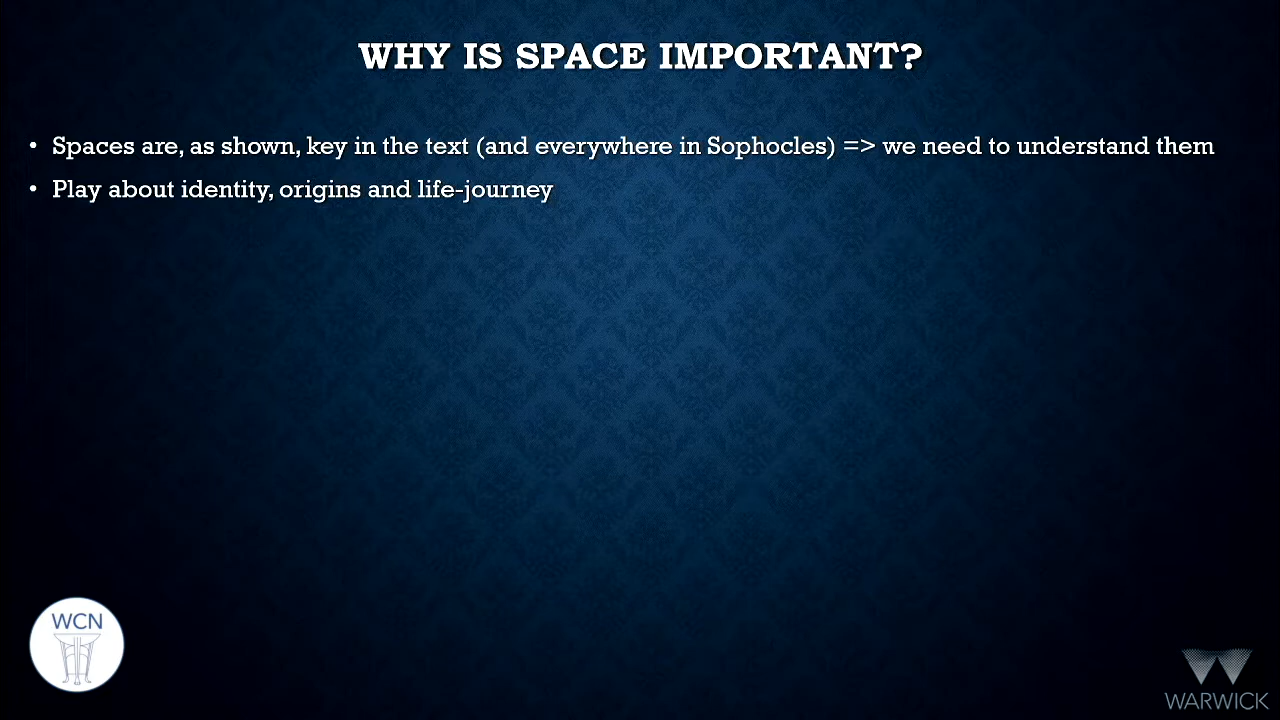 WHY IS SPACE IMPORTANT?
• Spaces are, as shown, key in the text (and everywhere in Sophocles) => we need to understand them
• Play about identity, origins and life-journey
WCN
WARWICK